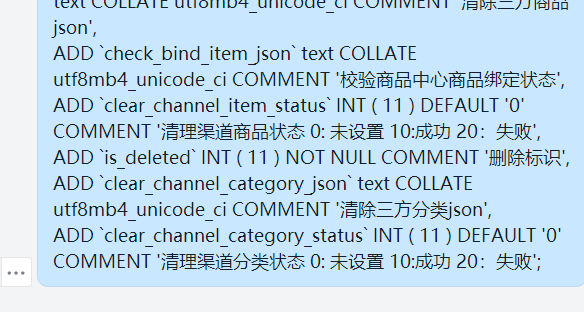 text COLLATE utf8mb4_unicode_ci COMMENT '清除三方商品
json',
ADD `check_bind_item_json` text COLLATE
utf8mb4_unicode_ci COMMENT '校验商品中心商品绑定状态',
ADD `clear_channel_item_status` INT ( 11 ) DEFAULT '0'
COMMENT '清理渠道商品状态 0: 未设置 10:成功 20：失败',
ADD `is_deleted` INT ( 11 ) NOT NULL COMMENT '删除标识',
ADD `clear_channel_category_json` text COLLATE
utf8mb4_unicode_ci COMMENT '清除三方分类json',
ADD `clear_channel_category_status` INT ( 11 ) DEFAULT '0'
COMMENT '清理渠道分类状态 0: 未设置 10:成功 20：失败';